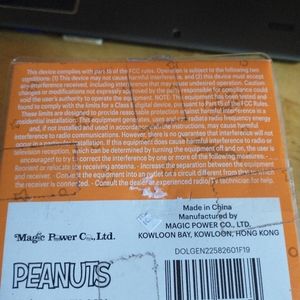 This device complies with part 15 of the FCC rules. Operation is subject to the following two
conditions: (1) This device may not cause harmful interference, and (2) this device must accept
any interference received, including interference that may cause undesired operation. Caution:
changes or modifications not expressly approved by the party responsible for compliance could
void the user's authority to operate the equipment. NOTE: This equipment has been tested and
found to comply with the limits for a Class B digital device, pursuant to Part 15 of the FCC Rules.
These limits are designed to provide reasonable protection against harmful interference in a
residential installation. This equipment generates, uses and can radiate radio frequency energy
and, if not installed and used in accordance with the instructions, may cause harmful
interference to radio communications. However, there is no guarantee that interference will not
occur in a particular installation. If this equipment does cause harmful interference to radio or
television reception, which can be determined by turning the equipment off and on, the user is
encouraged to try to correct the interference by one or more of the following measures: -
Reorient or relocate the receiving antenna. - Increase the separation between the equipment
and receiver. - Connect the equipment into an outlet on a circuit different from that to which
the receiver is connected. - Consult the dealer or experienced radio/TV technician for help.
Magic Power Co., Ltd.
Made in China
Manufactured by
MAGIC POWER CO., LTD.
KOWLOON BAY, KOWLOON, HONG KONG
DOLGEN22582601F19
PEANUTS